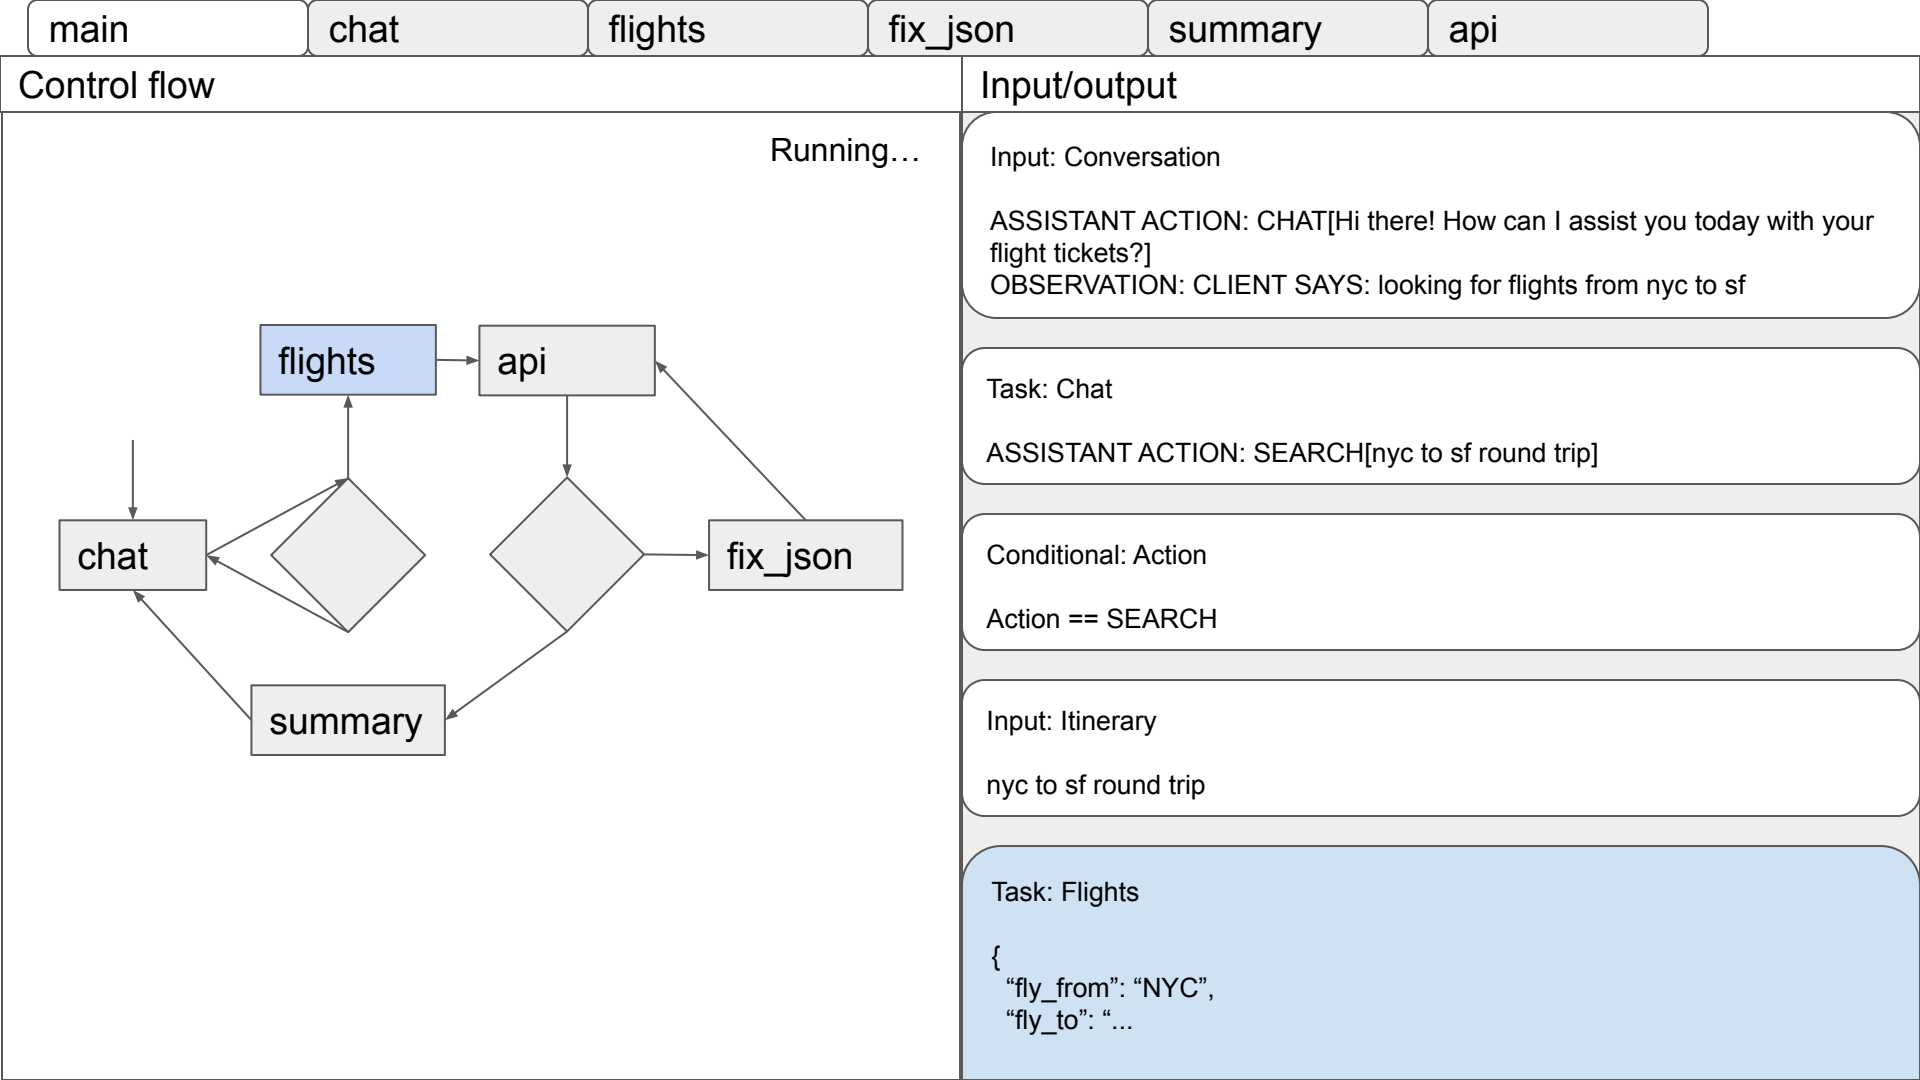 main
chat
flights
fix_json
summary
api
Control flow
Input/output
Running…
flights
api
chat
fix_json
summary
Input: Conversation
ASSISTANT ACTION: CHAT[Hi there! How can I assist you today with your
flight tickets?]
OBSERVATION: CLIENT SAYS: looking for flights from nyc to sf
Task: Chat
ASSISTANT ACTION: SEARCH[nyc to sf round trip]
Conditional: Action
Action == SEARCH
Input: Itinerary
nyc to sf round trip
Task: Flights
{
“fly_from”: “NYC”,
“fly_to”: “...